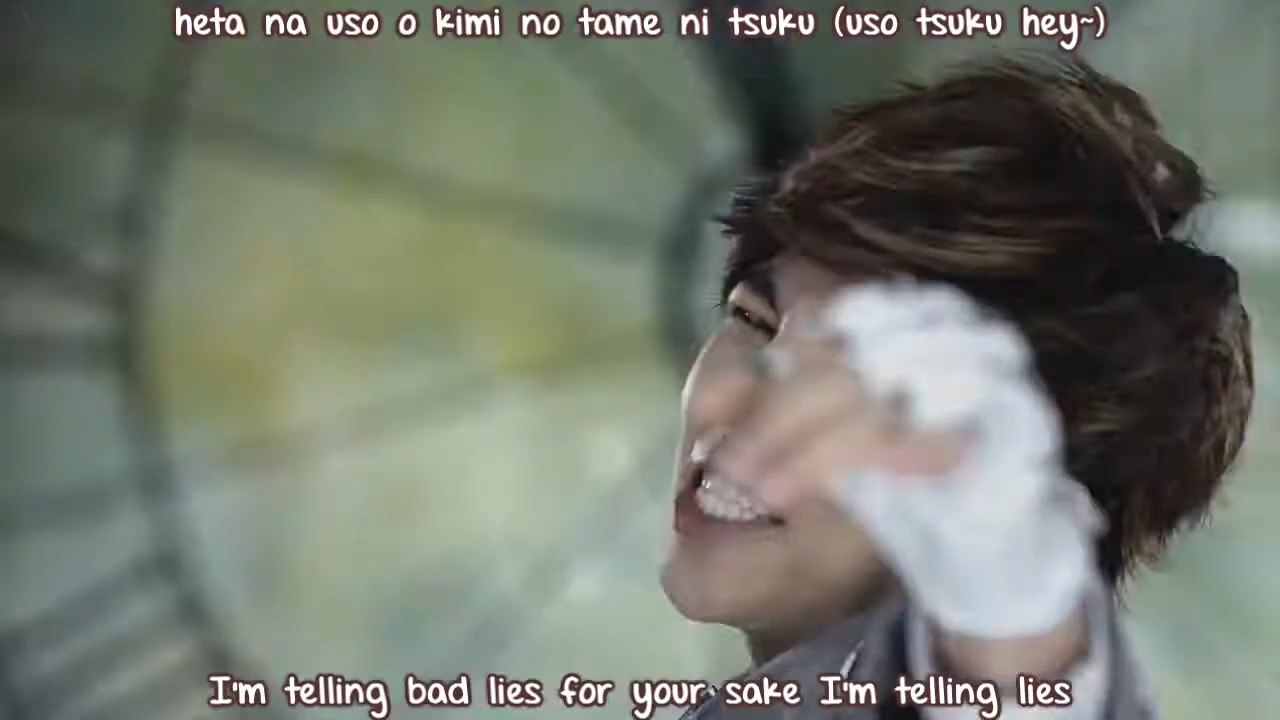 heta na uso o kimi no tame ni tsuku (uso tsuku hey~)
I'm telling bad lies for your sake I'm telling lies